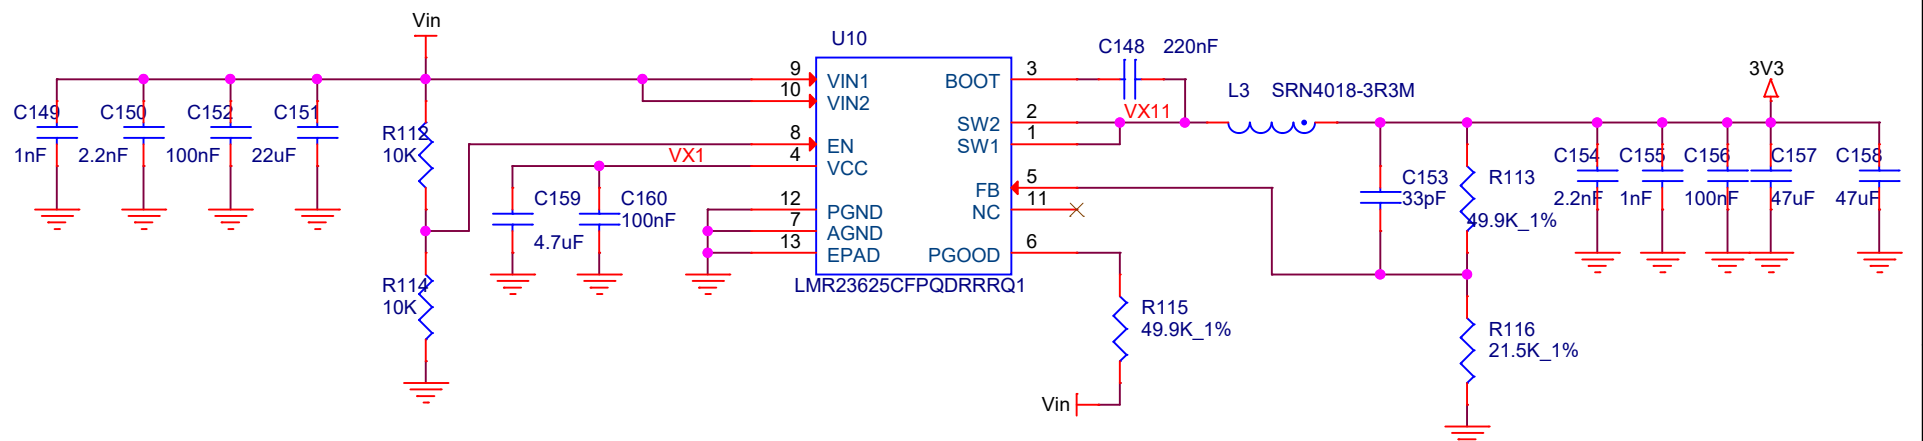 Vin
U10
C148 220nF
9
VIN1
10
VIN2
8
EN
4
VCC
12
PGND
7
AGND
13
EPAD
BOOT
3
SW2
2
SW1
1
FB
5
NC
11
PGOOD
6
LMR23625CFPQDRRRQ1
C149
1nF
C150
2.2nF
C152
100nF
C151
22uF
R112
10K
R114
10K
VX1
C159
4.7uF
C160
100nF
VX11
L3 SRN4018-3R3M
3V3
C153
33pF
R113
49.9K_1%
C154
2.2nF
C155
1nF
C156
100nF
C157
47uF
C158
47uF
R115
49.9K_1%
Vin
R116
21.5K_1%